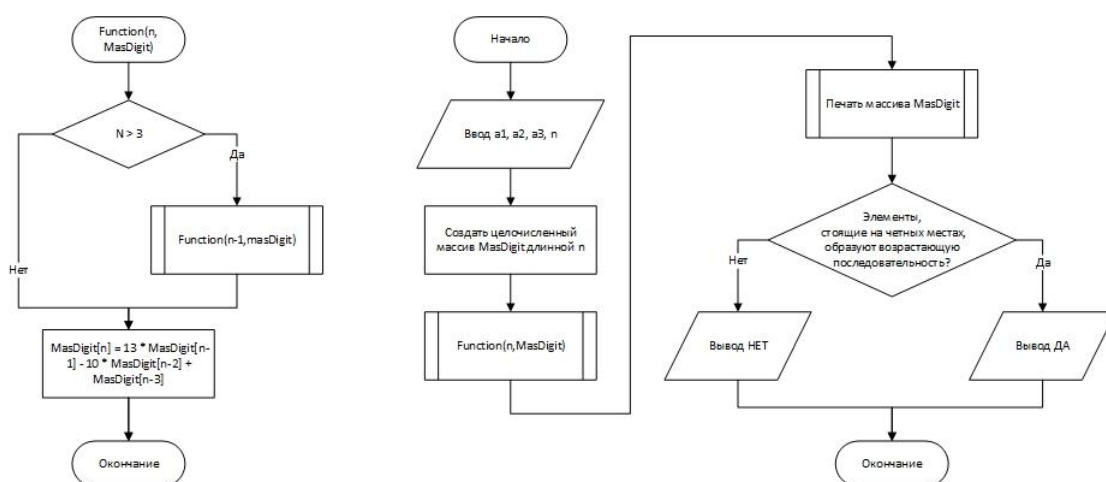 Function(n,
MasDigit)
N > 3
Да
Function(n-1,masDigit)
Нет
MasDigit[n] = 13 * MasDigit[n-
1] - 10 * MasDigit[n-2] +
MasDigit[n-3]
Окончание
Начало
Ввод a1, a2, a3, n
Создать целочисленный
массив MasDigit длинной n
Function(n,MasDigit)
Печать массива MasDigit
Элементы,
стоящие на четных местах,
образуют возрастающую
последовательность?
Нет
Да
Вывод НЕТ
Вывод ДА
Окончание